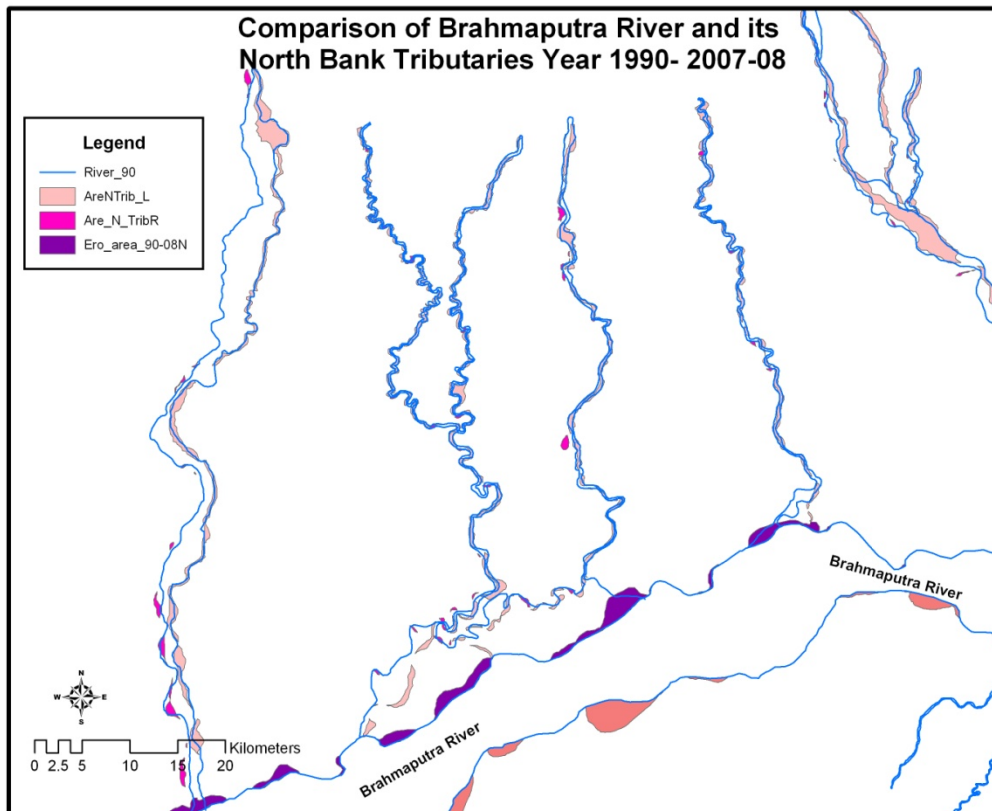 Comparison of Brahmaputra River and its
North Bank Tributaries Year 1990- 2007-08
Legend
River_90
AreNTrib_L
Are_N_TribR
Ero_area_90-08N
Brahmaputra River
Brahmaputra River
N
W E
S
Kilometers
0 2.5 5 10 15 20